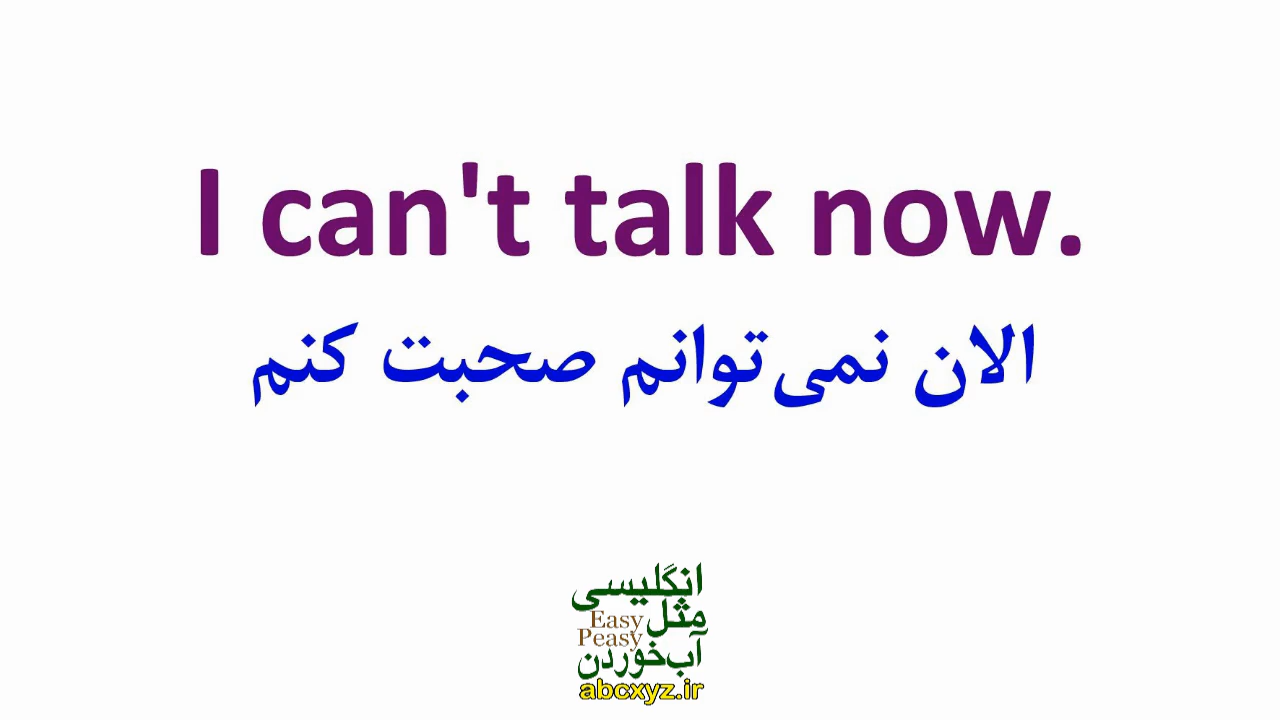 I can't talk now.
الان نمی‌توانم صحبت کنم
انگلیسی
مثل
Easy
Peasy
آب‌خوردن
abcxyz.ir